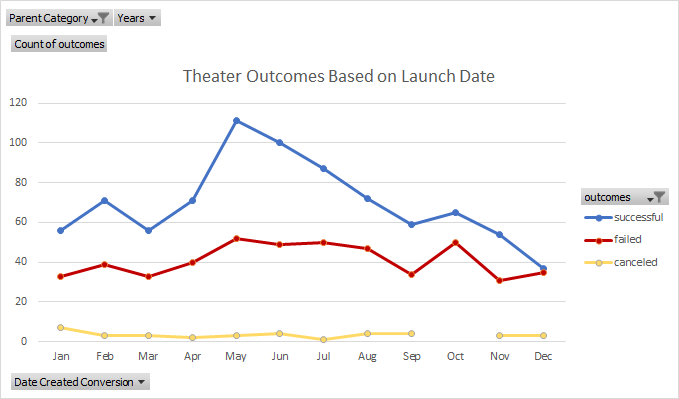 Parent Category Years
Count of outcomes
Theater Outcomes Based on Launch Date
120
100
80
60
40
20
0
Jan Feb Mar Apr May Jun Jul Aug Sep Oct Nov Dec
outcomes
successful
failed
canceled
Date Created Conversion